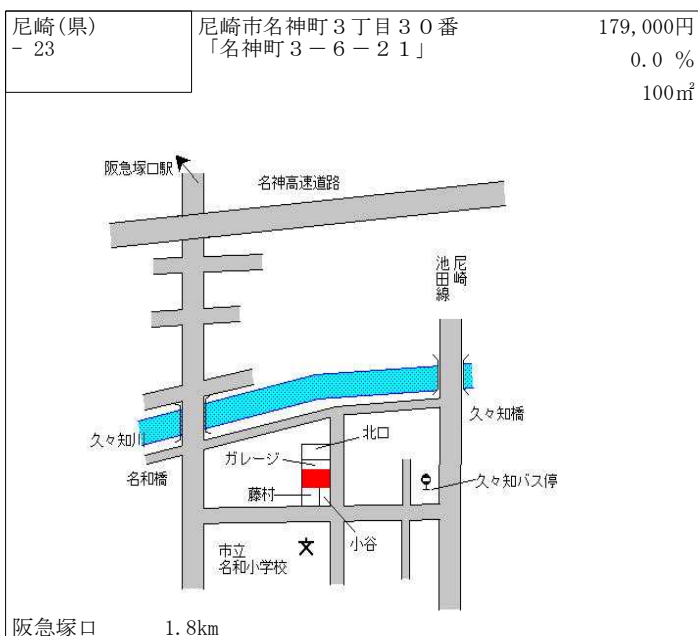 尼崎(県)
- 23
尼崎市名神町３丁目３０番
「名神町３－６－２１」
179,000円
0.0 %
100㎡
阪急塚口駅
名神高速道路
尼崎
池田線
久々知川
久々知橋
北口
ガレージ
名和橋
藤村
久々知バス停
小谷
市立
名和小学校
阪急塚口 1.8km